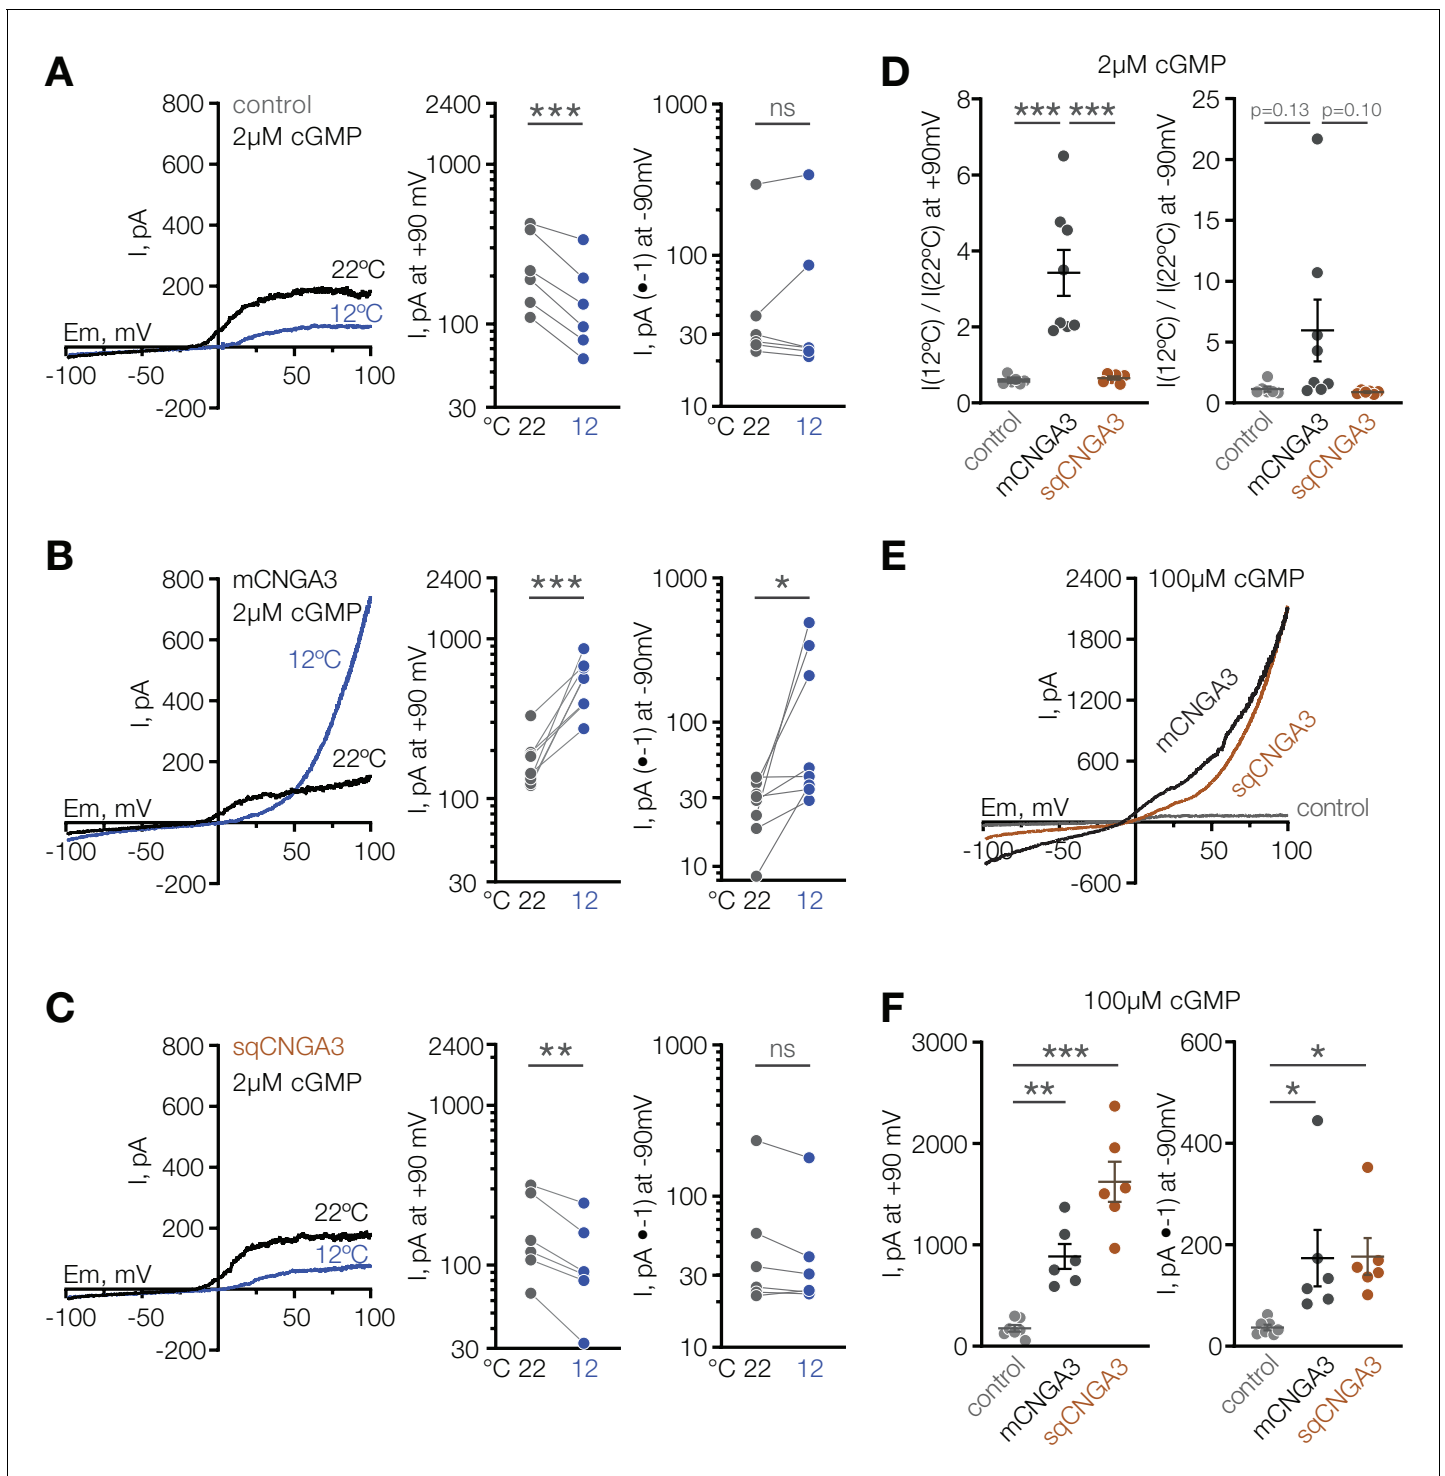 A
control
2µM cGMP
800
600
400
200
-200
I, pA
22ºC
12ºC
Em, mV
-100
-50
50
100
2400
1000
100
30
I, pA at +90 mV
***
°C 22
12
1000
100
30
10
I, pA (●-1) at -90mV
ns
°C 22
12
B
mCNGA3
2µM cGMP
800
600
400
200
-200
I, pA
12ºC
22ºC
Em, mV
-100
-50
50
100
2400
1000
100
30
I, pA at +90 mV
***
°C 22
12
1000
100
30
10
I, pA (●-1) at -90mV
*
°C 22
12
C
sqCNGA3
2µM cGMP
800
600
400
200
-200
I, pA
22ºC
12ºC
Em, mV
-100
-50
50
100
2400
1000
100
30
I, pA at +90 mV
**
°C 22
12
1000
100
30
10
I, pA ●-1) at -90mV
ns
°C 22
12
D
2µM cGMP
8
6
4
2
0
I(12ºC) / I(22ºC) at +90mV
*** ***
control
mCNGA3
sqCNGA3
25
20
15
10
5
0
I(12ºC) / I(22ºC) at -90mV
p=0.13 p=0.10
control
mCNGA3
sqCNGA3
E
100µM cGMP
2400
1800
1200
600
-600
I, pA
mCNGA3
sqCNGA3
control
Em, mV
-100
-50
50
100
F
100µM cGMP
3000
2000
1000
0
I, pA at +90 mV
***
**
control
mCNGA3
sqCNGA3
600
400
200
0
I, pA ●-1) at -90mV
*
*
control
mCNGA3
sqCNGA3